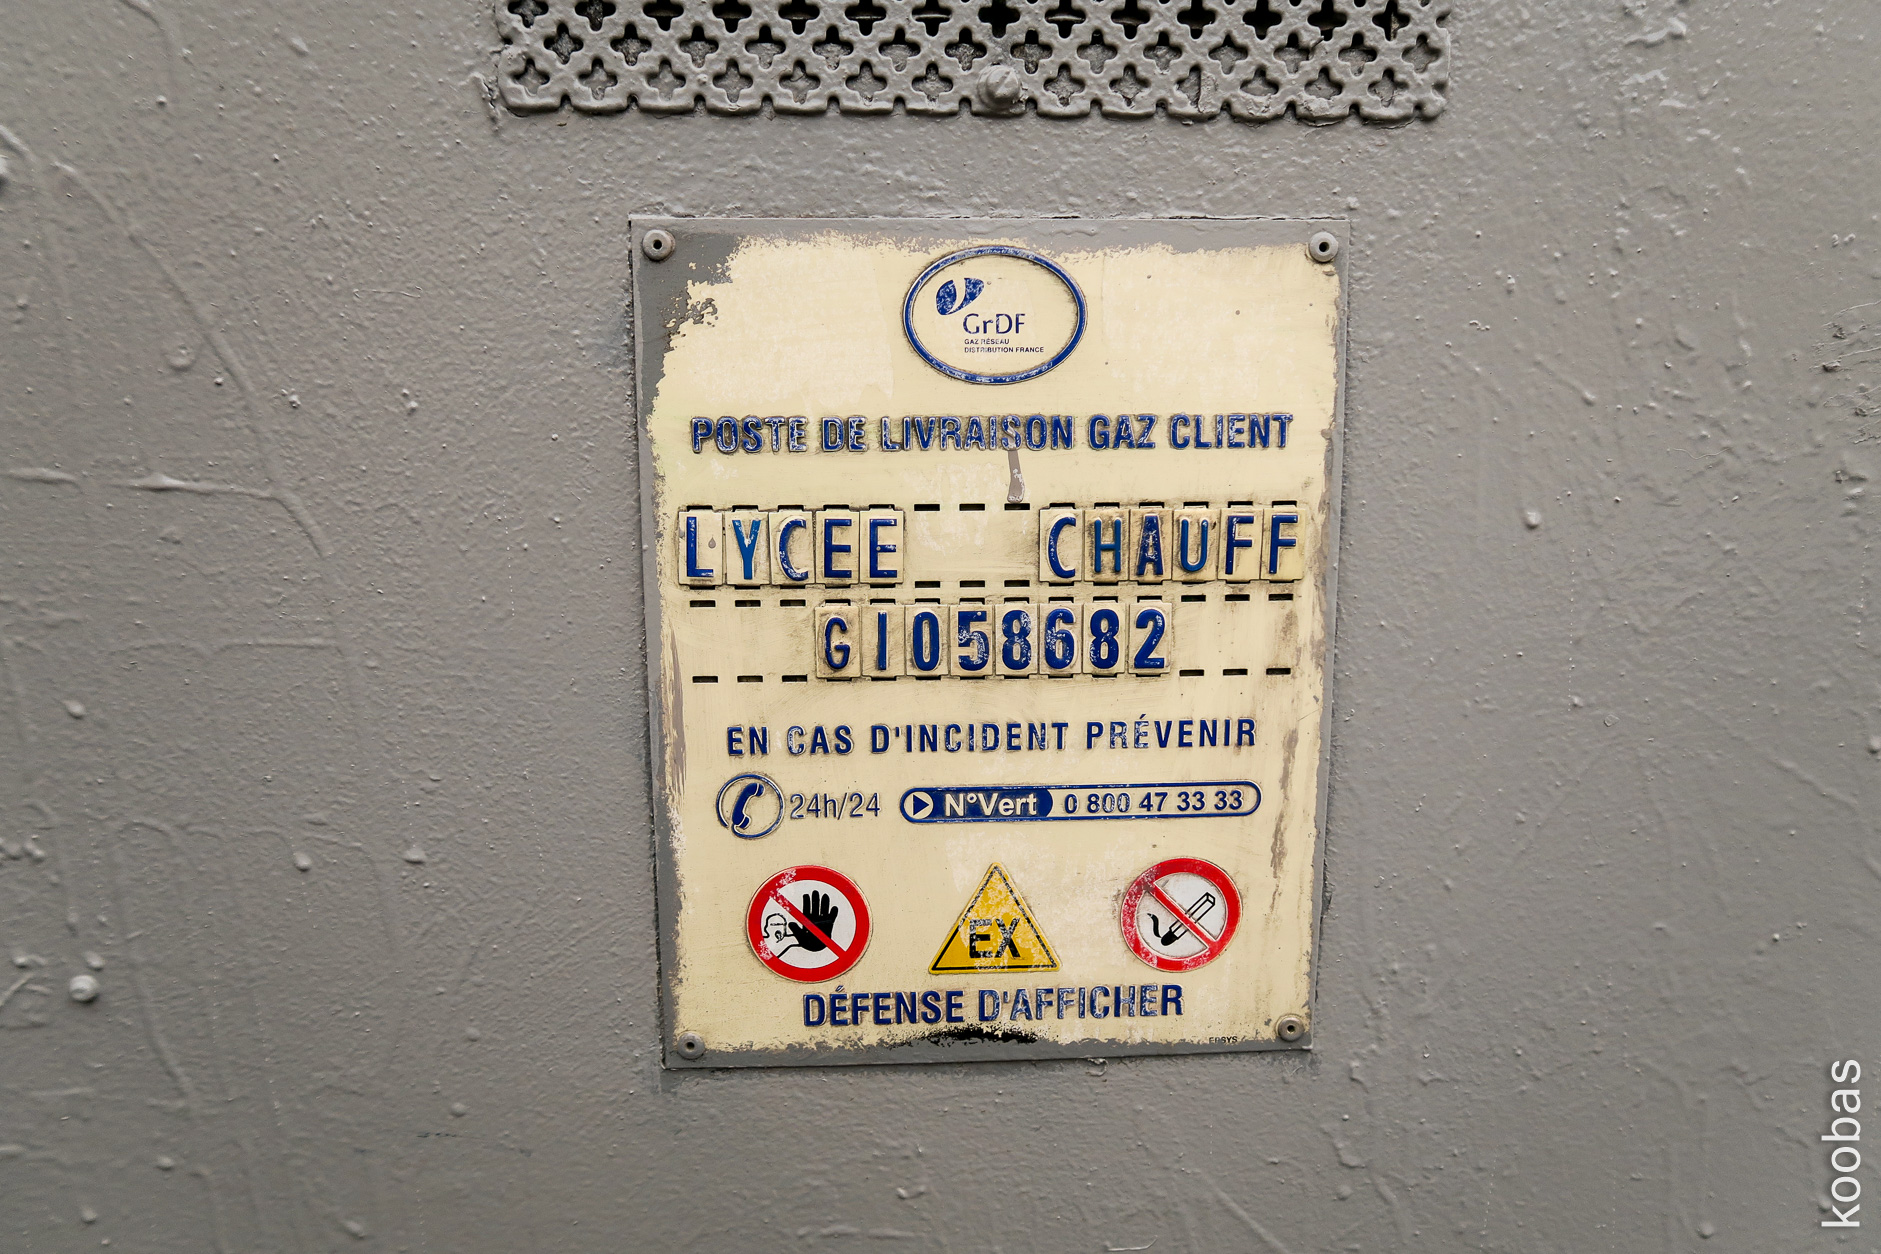 GrDF
GAZ RÉSEAU
DISTRIBUTION FRANCE
POSTE DE LIVRAISON GAZ CLIENT
LYCEE CHAUFF
GI058682
EN CAS D'INCIDENT PRÉVENIR
24h/24 N°Vert 0 800 47 33 33
EX
DÉFENSE D'AFFICHER
koobas